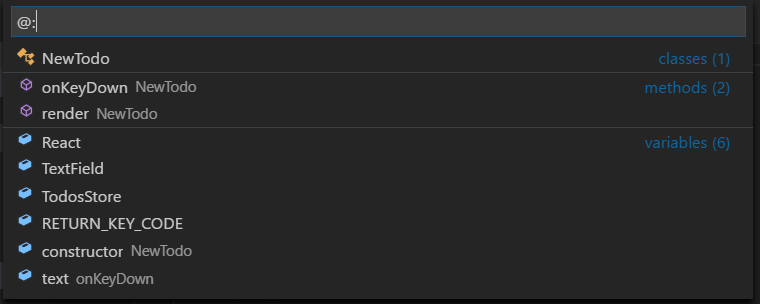 @:
NewTodo classes (1)
onKeyDown NewTodo methods (2)
render NewTodo
React variables (6)
TextField
TodosStore
RETURN_KEY_CODE
constructor NewTodo
text onKeyDown